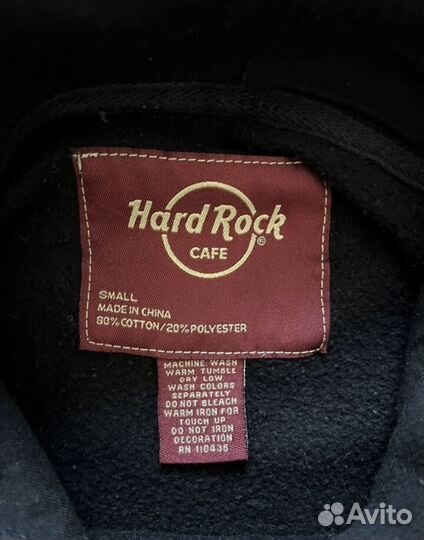 Hard Rock
CAFE
©
SMALL
MADE IN CHINA
80% COTTON/20% POLYESTER
MACHINE WASH
WARM, TUMBLE
DRY LOW
WASH COLORS
SEPARATELY
DO NOT BLEACH
WARM IRON FOR
TOUCH UP
DO NOT IRON
DECORATION
RN 110436
Avito